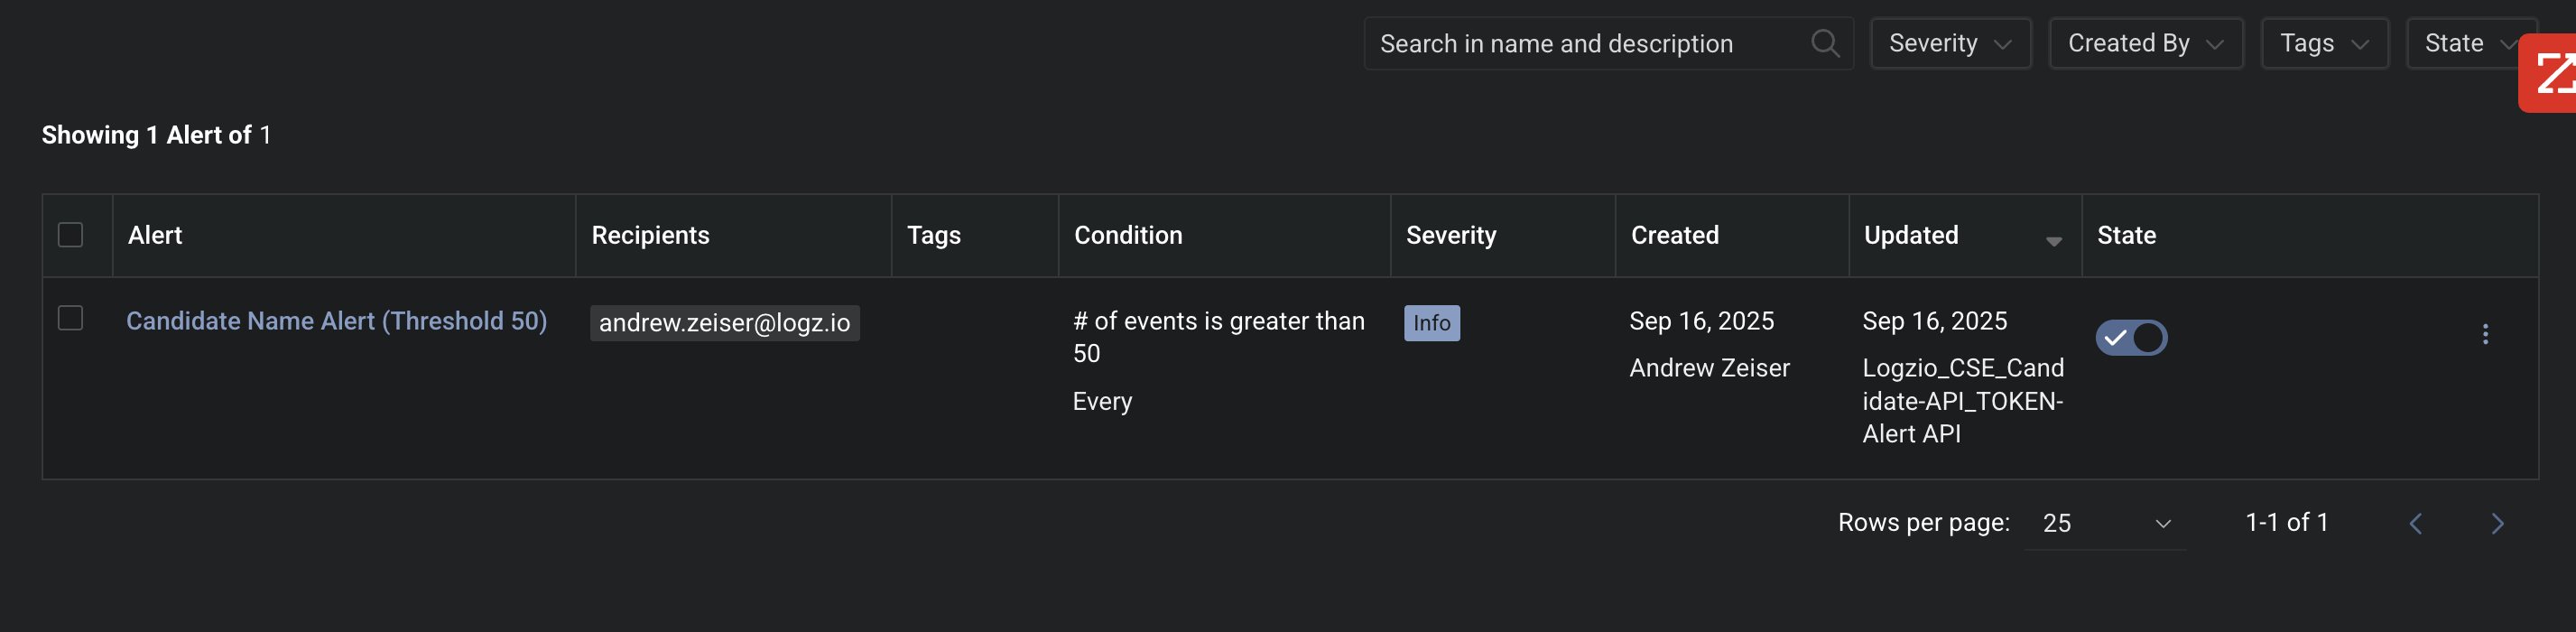 Search in name and description
Severity
Created By
Tags
State
Showing 1 Alert of 1
Alert
Recipients
Tags
Condition
Severity
Created
Updated
State
Candidate Name Alert (Threshold 50)
andrew.zeiser@logz.io
# of events is greater than
50
Every
Info
Sep 16, 2025
Andrew Zeiser
Sep 16, 2025
Logzio_CSE_Cand
idate-API_TOKEN-
Alert API
Rows per page:
25
1-1 of 1